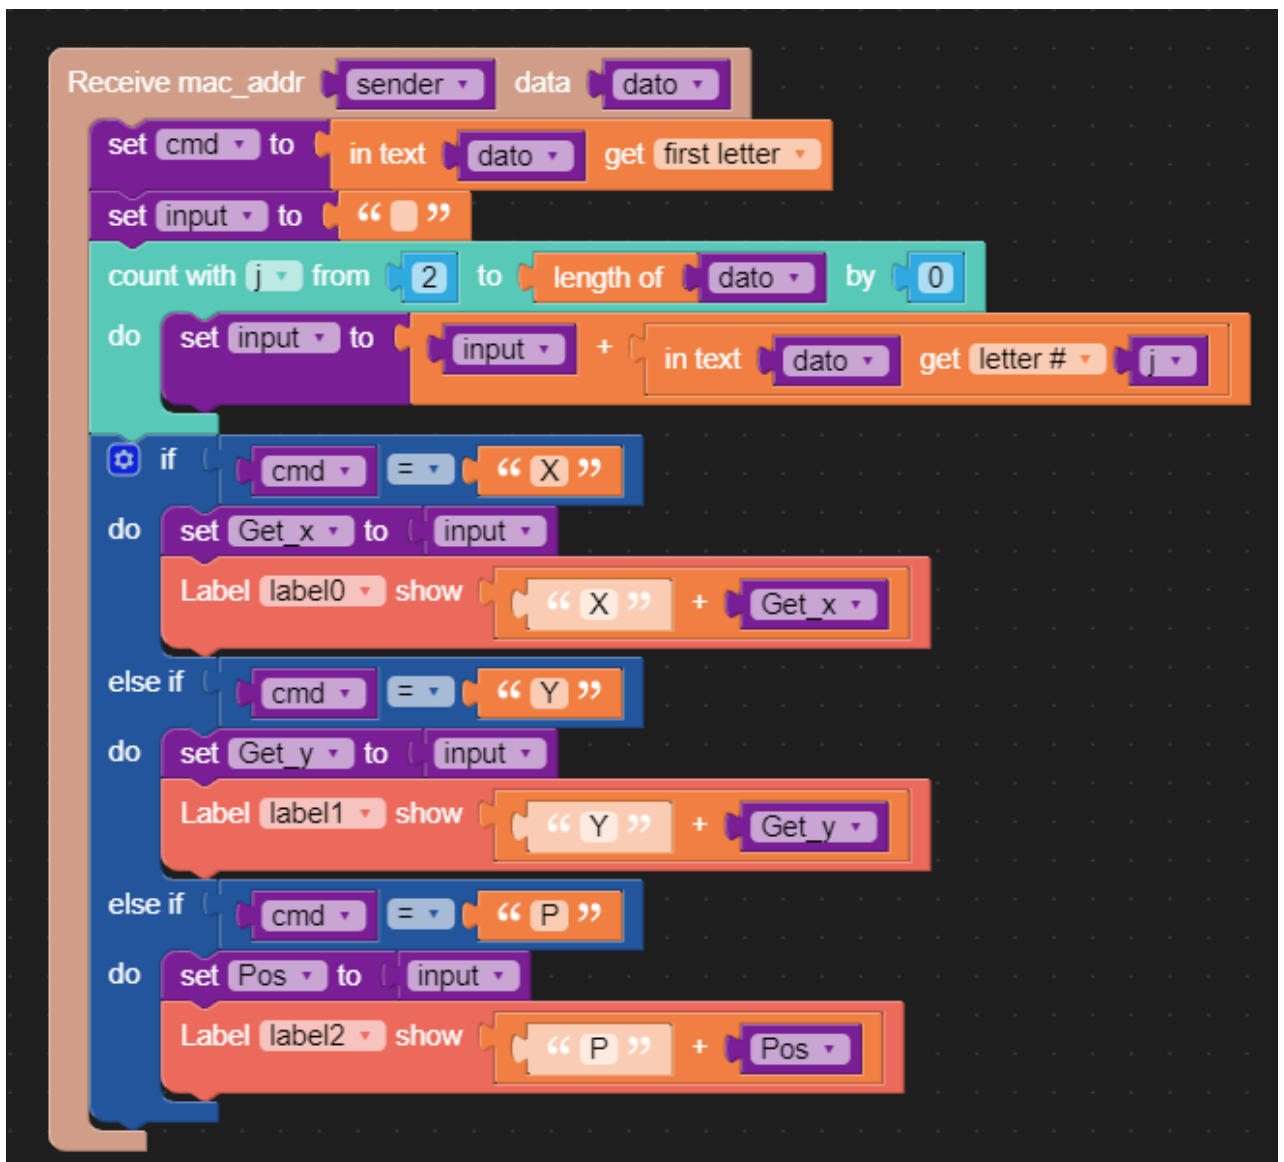 Receive mac_addr sender data dato
set cmd to in text dato get first letter
set input to “ ”
count with j from 2 to length of dato by 0
do set input to input + in text dato get letter # j
if cmd = “ X ”
do set Get_x to input
Label label0 show “ X ” + Get_x
else if cmd = “ Y ”
do set Get_y to input
Label label1 show “ Y ” + Get_y
else if cmd = “ P ”
do set Pos to input
Label label2 show “ P ” + Pos